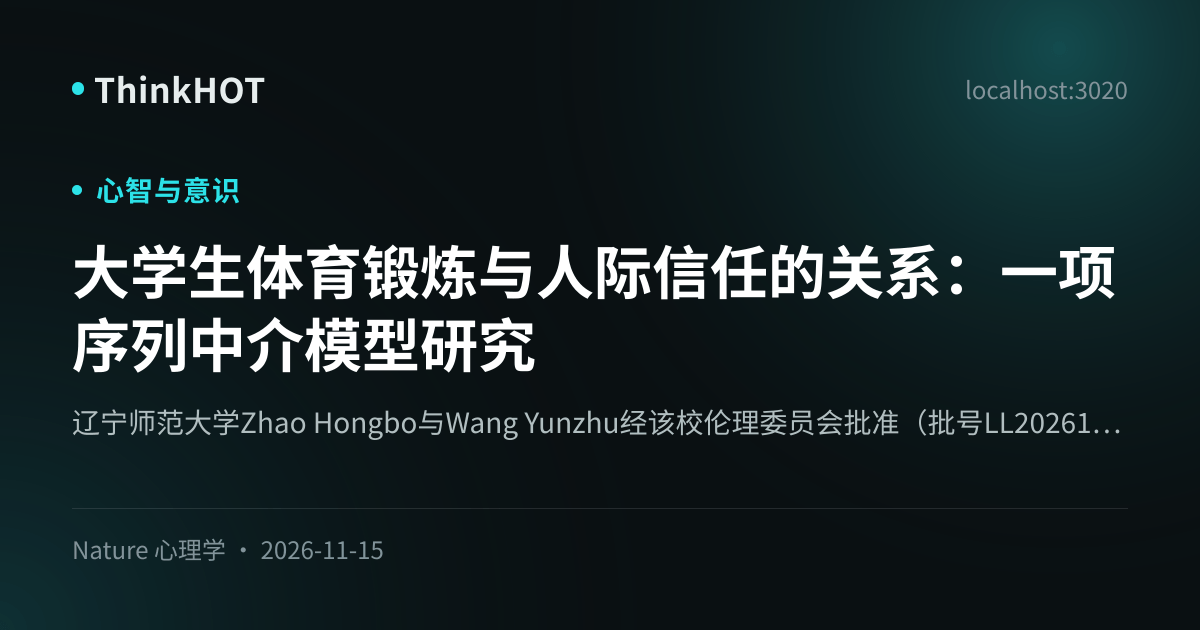 ThinkHOT
localhost:3020
心智与意识
大学生体育锻炼与人际信任的关系：一项
序列中介模型研究
辽宁师范大学Zhao Hongbo与Wang Yunzhu经该校伦理委员会批准（批号LL20261…
Nature 心理学 · 2026-11-15